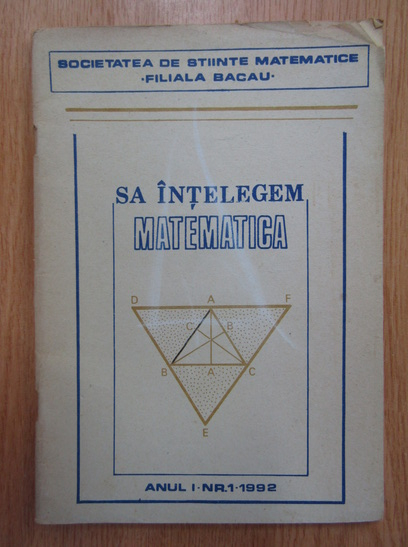 SOCIETATEA DE STIINTE MATEMATICE
·FILIALA BACAU·
SA ÎNȚELEGEM
MATEMATICA
D A F
C B
B A C
E
ANUL I·NR.1·1992